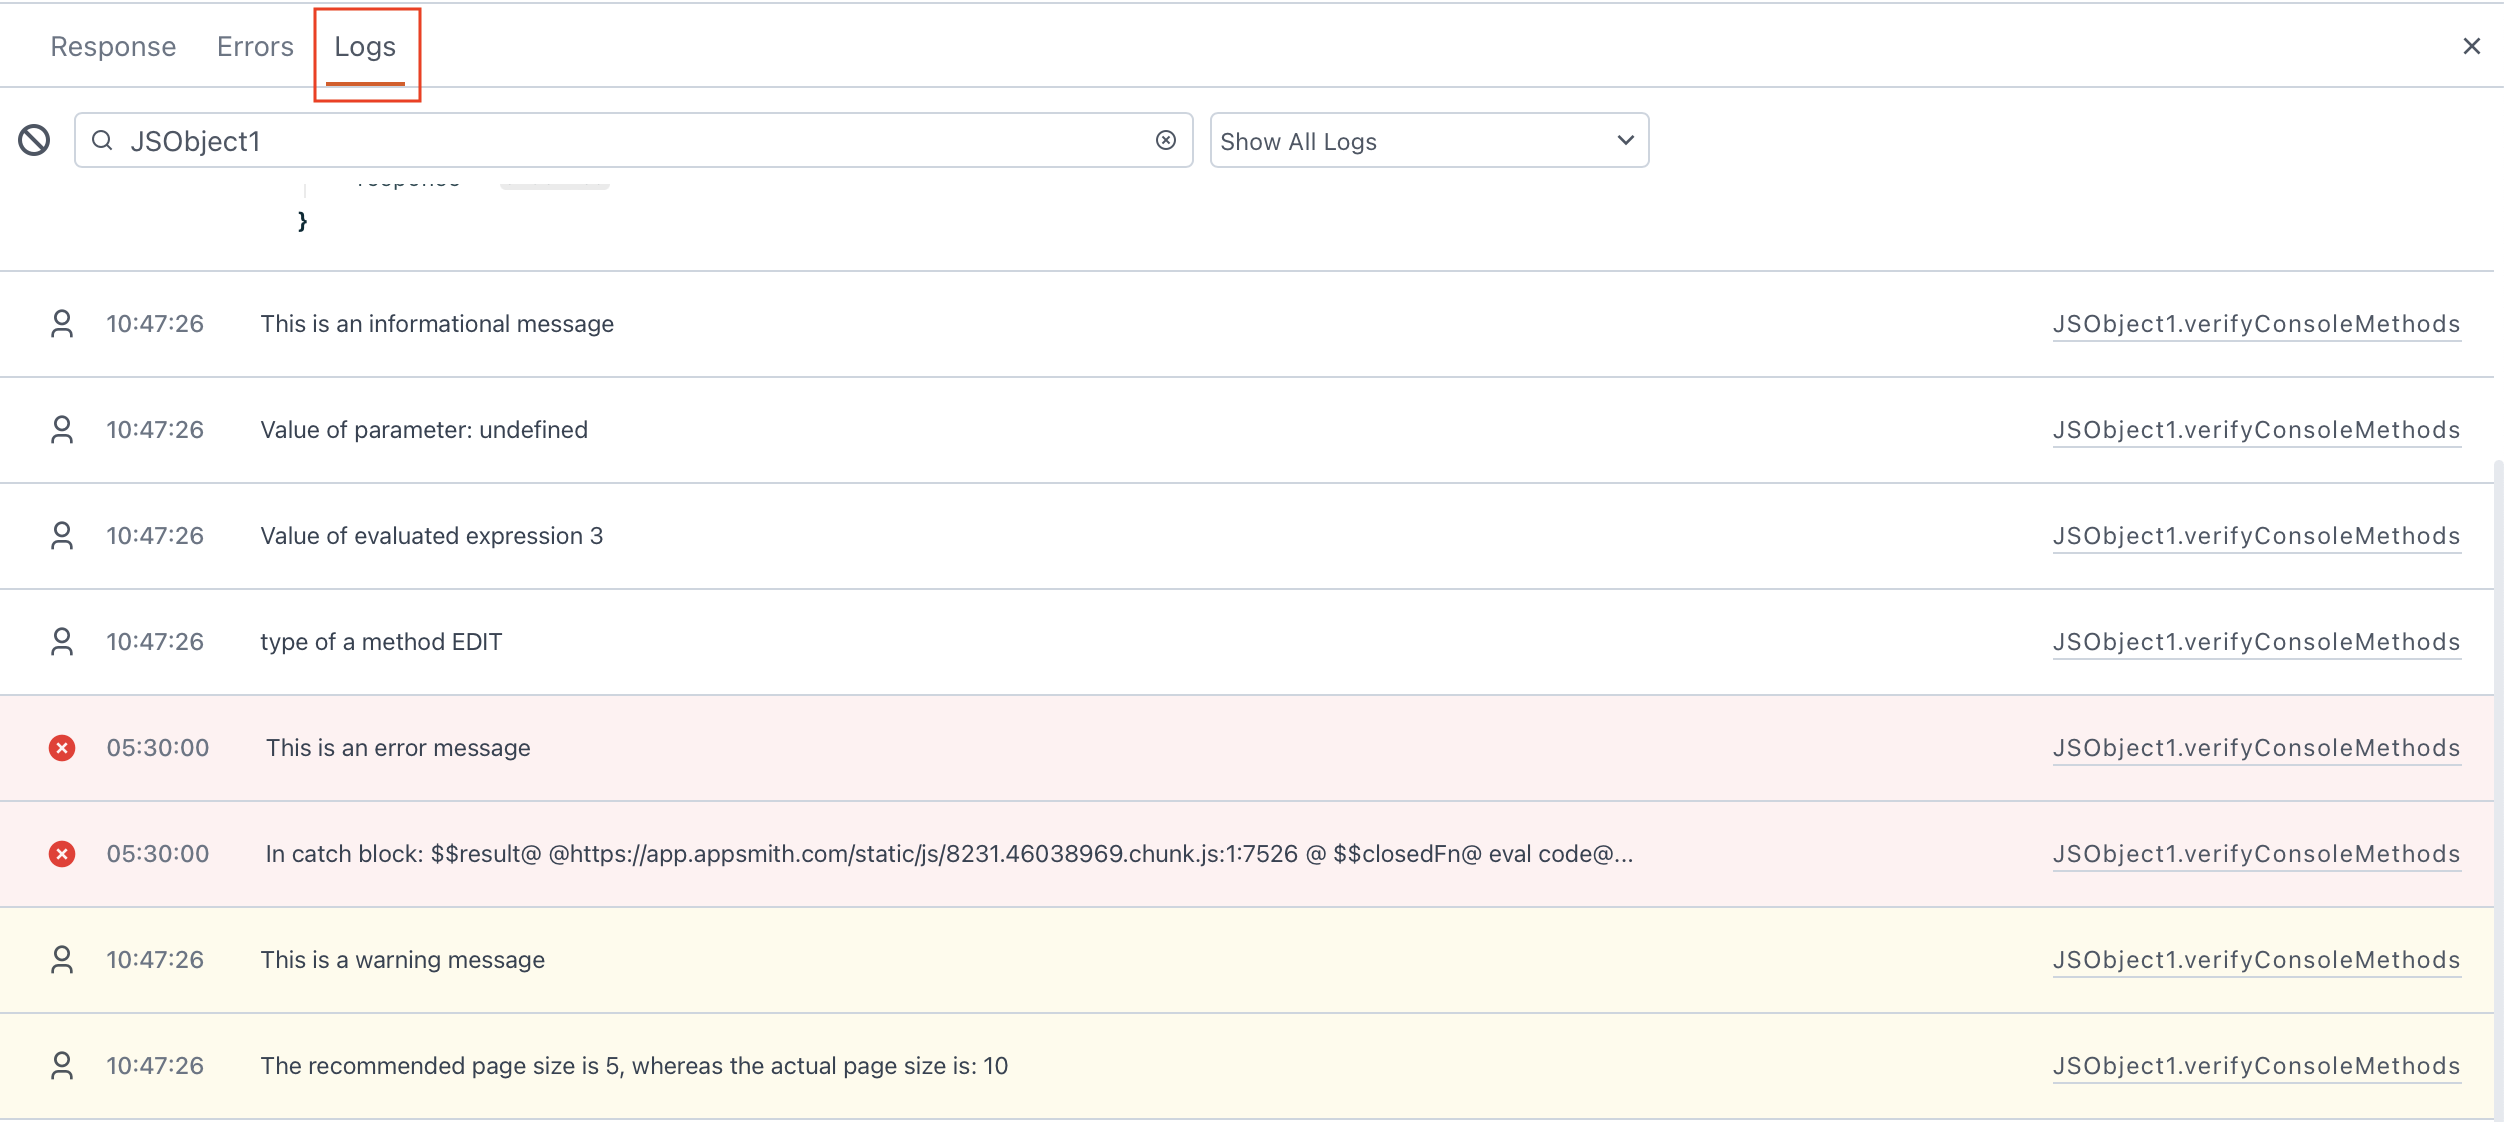 Response Errors Logs
JSObject1 Show All Logs
response
}
10:47:26 This is an informational message JSObject1.verifyConsoleMethods
10:47:26 Value of parameter: undefined JSObject1.verifyConsoleMethods
10:47:26 Value of evaluated expression 3 JSObject1.verifyConsoleMethods
10:47:26 type of a method EDIT JSObject1.verifyConsoleMethods
05:30:00 This is an error message JSObject1.verifyConsoleMethods
05:30:00 In catch block: $$result@ @https://app.appsmith.com/static/js/8231.46038969.chunk.js:1:7526 @ $$closedFn@ eval code@... JSObject1.verifyConsoleMethods
10:47:26 This is a warning message JSObject1.verifyConsoleMethods
10:47:26 The recommended page size is 5, whereas the actual page size is: 10 JSObject1.verifyConsoleMethods